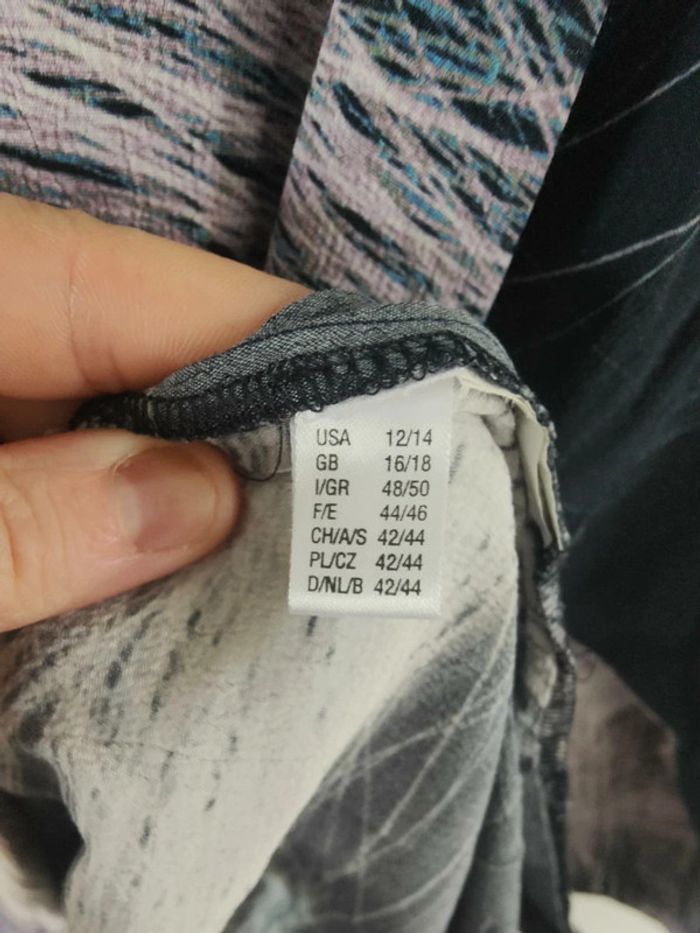 USA 12/14
GB 16/18
I/GR 48/50
F/E 44/46
CH/A/S 42/44
PL/CZ 42/44
D/NL/B 42/44